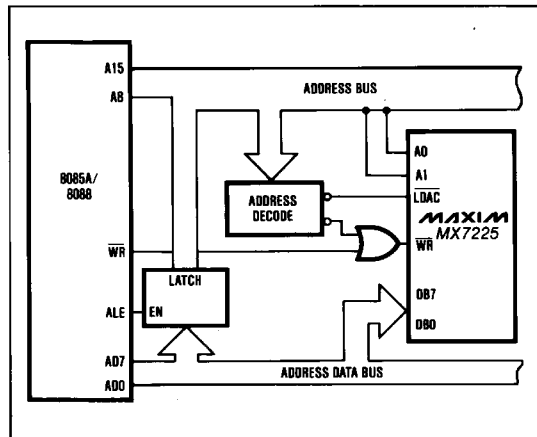 A15
ADDRESS BUS
A8
8085A/
8088
A0
A1
ADDRESS
DECODE
LDAC
MAXIM
MX7225
WR
WR
LATCH
ALE
EN
DB7
DB0
AD7
AD0
ADDRESS DATA BUS